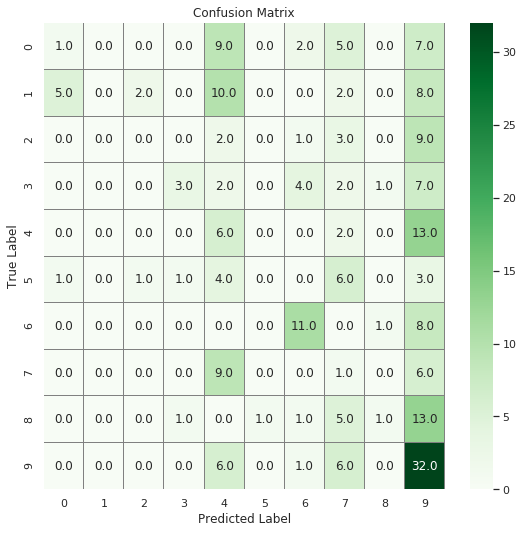 Confusion Matrix
0 1.0 0.0 0.0 0.0 9.0 0.0 2.0 5.0 0.0 7.0
1 5.0 0.0 2.0 0.0 10.0 0.0 0.0 2.0 0.0 8.0
2 0.0 0.0 0.0 0.0 2.0 0.0 1.0 3.0 0.0 9.0
3 0.0 0.0 0.0 3.0 2.0 0.0 4.0 2.0 1.0 7.0
4 0.0 0.0 0.0 0.0 6.0 0.0 0.0 2.0 0.0 13.0
5 1.0 0.0 1.0 1.0 4.0 0.0 0.0 6.0 0.0 3.0
6 0.0 0.0 0.0 0.0 0.0 0.0 11.0 0.0 1.0 8.0
7 0.0 0.0 0.0 0.0 9.0 0.0 0.0 1.0 0.0 6.0
8 0.0 0.0 0.0 1.0 0.0 1.0 1.0 5.0 1.0 13.0
9 0.0 0.0 0.0 0.0 6.0 0.0 1.0 6.0 0.0 32.0
0 1 2 3 4 5 6 7 8 9
True Label
Predicted Label
30
25
20
15
10
5
0